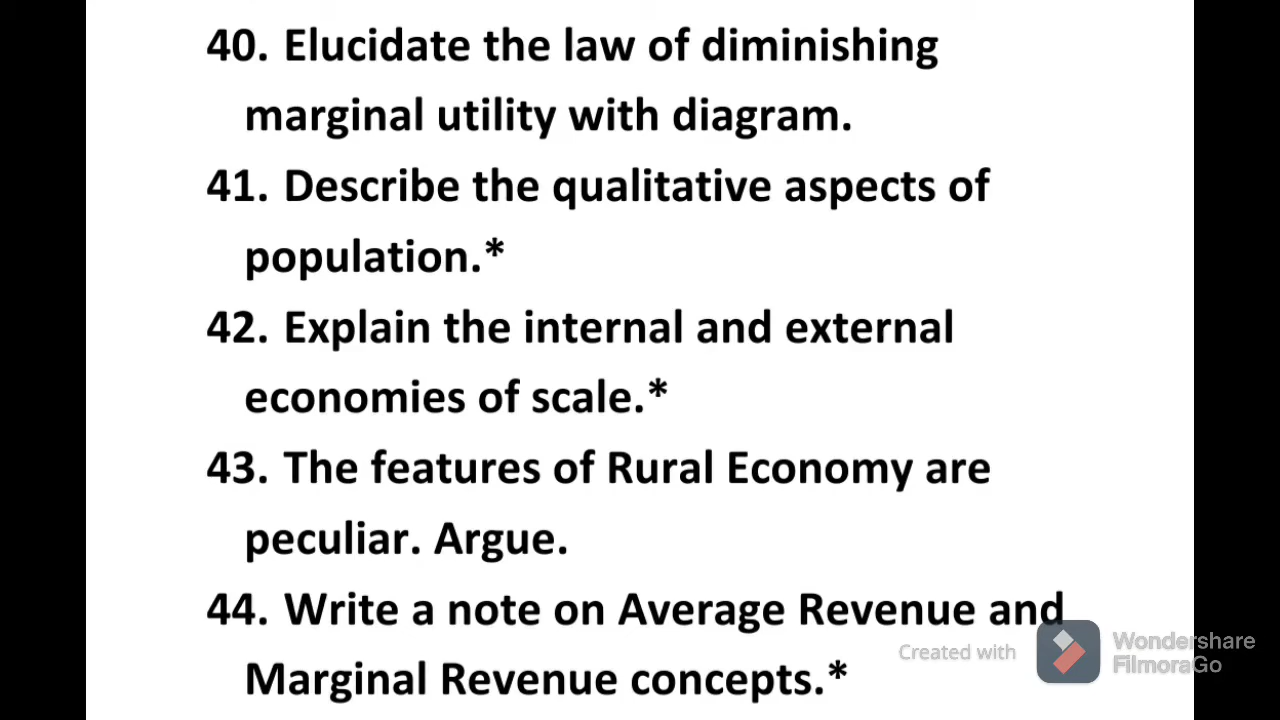 40. Elucidate the law of diminishing
marginal utility with diagram.
41. Describe the qualitative aspects of
population.*
42. Explain the internal and external
economies of scale.*
43. The features of Rural Economy are
peculiar. Argue.
44. Write a note on Average Revenue and
Marginal Revenue concepts.*
Created with
Wondershare
FilmoraGo